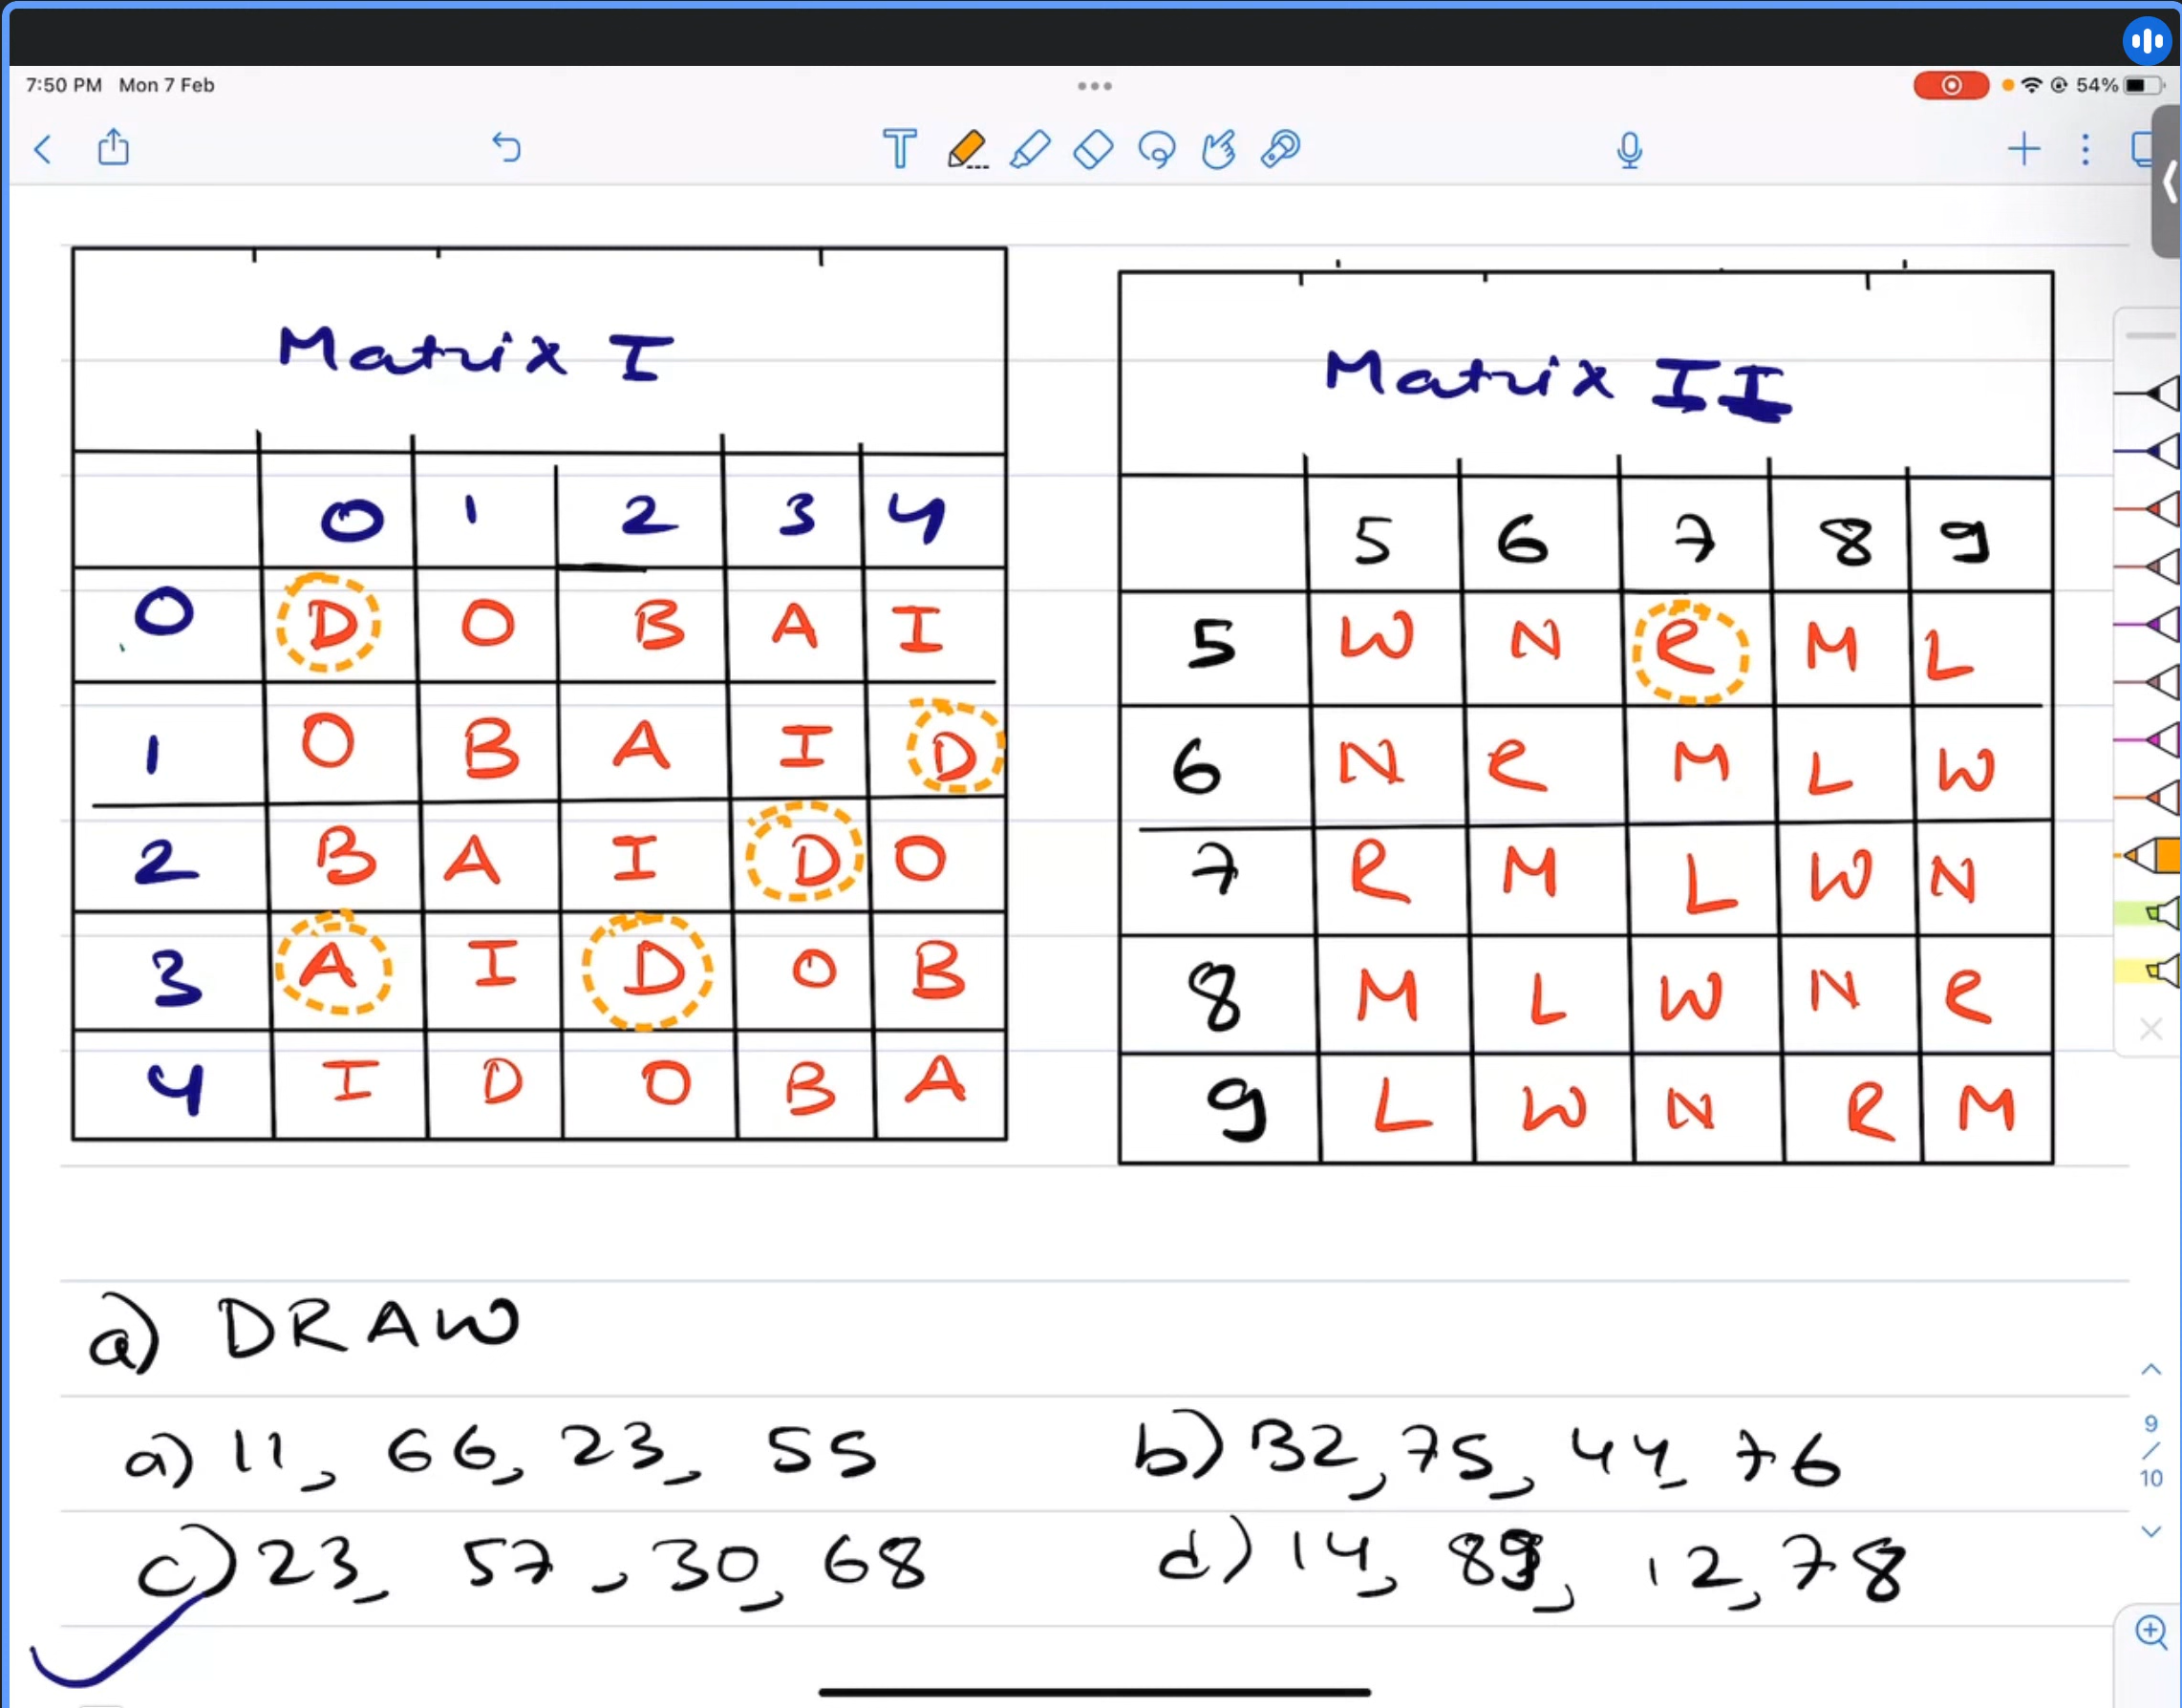 7:50 PM Mon 7 Feb 54%
T
Matrix I
0 1 2 3 4
0 D O B A I
1 O B A I D
2 B A I D O
3 A I D O B
4 I D O B A
Matrix II
5 6 7 8 9
5 W N R M L
6 N R M L W
7 R M L W N
8 M L W N R
9 L W N R M
a) DRAW
a) 11, 66, 23, 55 b) 32, 75, 44, 76
c) 23, 57, 30, 68 d) 14, 89, 12, 78
9 / 10